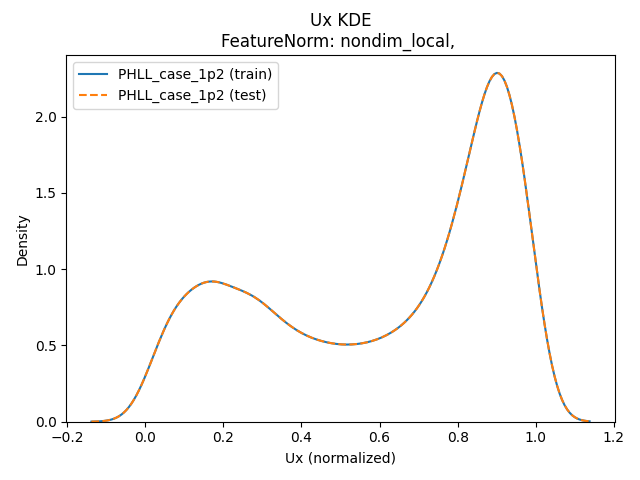 Ux KDE
FeatureNorm: nondim_local,
PHLL_case_1p2 (train)
PHLL_case_1p2 (test)
Density
2.0
1.5
1.0
0.5
0.0
−0.2 0.0 0.2 0.4 0.6 0.8 1.0 1.2
Ux (normalized)